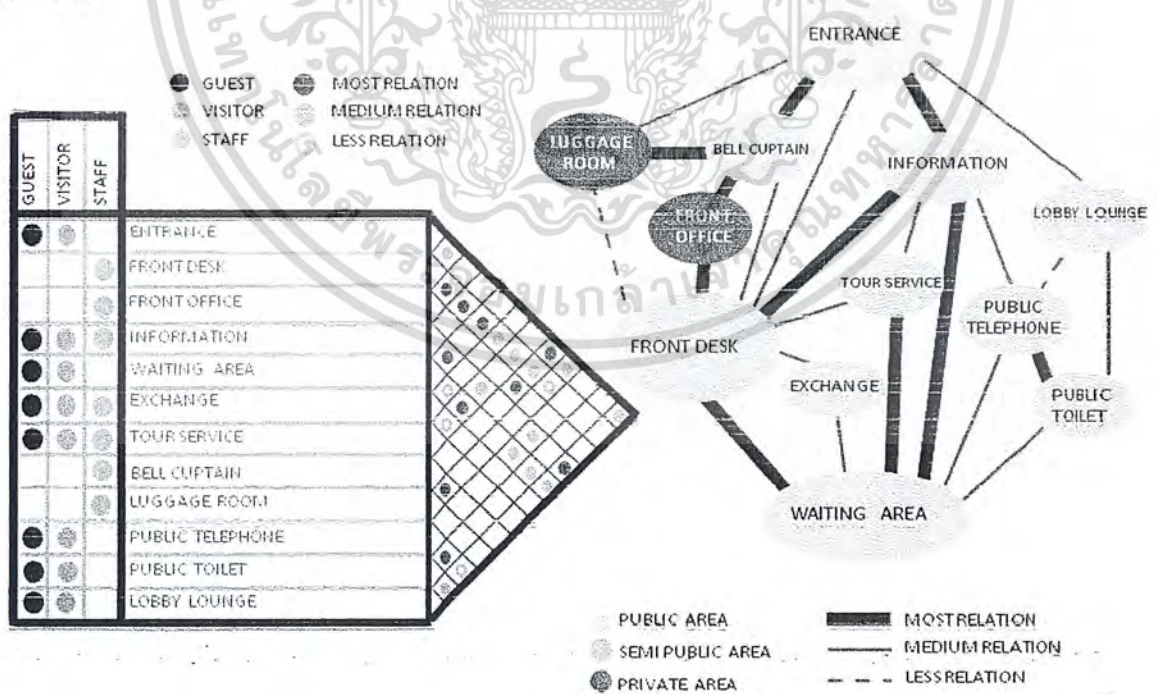 GUEST
VISITOR
STAFF
MOST RELATION
MEDIUM RELATION
LESS RELATION
GUEST
VISITOR
STAFF
ENTRANCE
FRONT DESK
FRONT OFFICE
INFORMATION
WAITING AREA
EXCHANGE
TOUR SERVICE
BELL CUPTAIN
LUGGAGE ROOM
PUBLIC TELEPHONE
PUBLIC TOILET
LOBBY LOUNGE
ENTRANCE
LUGGAGE
ROOM
BELL CUPTAIN
INFORMATION
FRONT
OFFICE
LOBBY LOUNGE
TOUR SERVICE
PUBLIC
TELEPHONE
FRONT DESK
EXCHANGE
PUBLIC
TOILET
WAITING AREA
PUBLIC AREA
SEMI PUBLIC AREA
PRIVATE AREA
MOST RELATION
MEDIUM RELATION
LESS RELATION